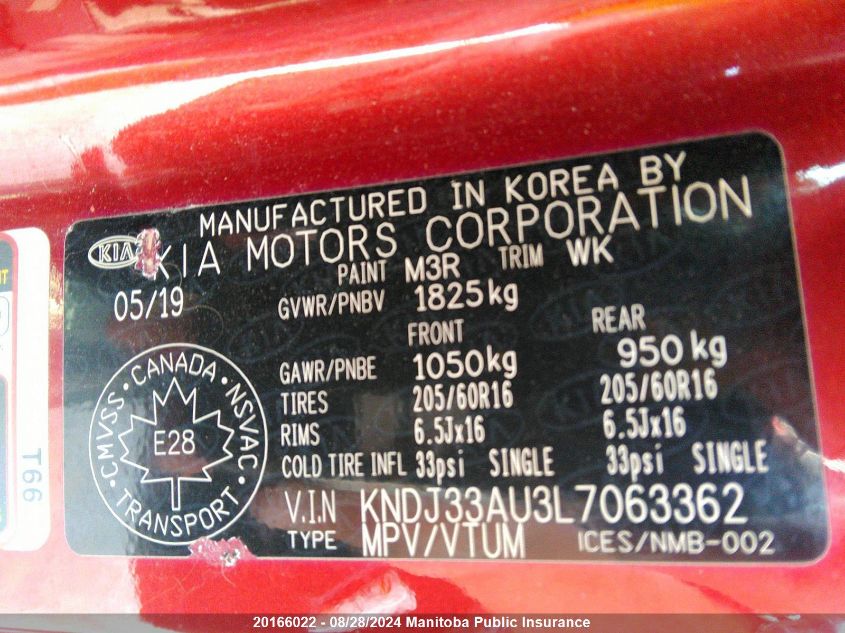 MANUFACTURED IN KOREA BY
KIA KIA MOTORS CORPORATION
PAINT M3R TRIM WK
05/19 GVWR/PNBV 1825kg
FRONT REAR
GAWR/PNBE 1050kg 950kg
TIRES 205/60R16 205/60R16
RIMS 6.5Jx16 6.5Jx16
COLD TIRE INFL 33psi SINGLE 33psi SINGLE
V.I.N KNDJ33AU3L7063362
TYPE MPV/VTUM ICES/NMB-002
CANADA • NSVAC • TRANSPORT • CMVSS •
E28
T66
20166022 - 08/28/2024 Manitoba Public Insurance